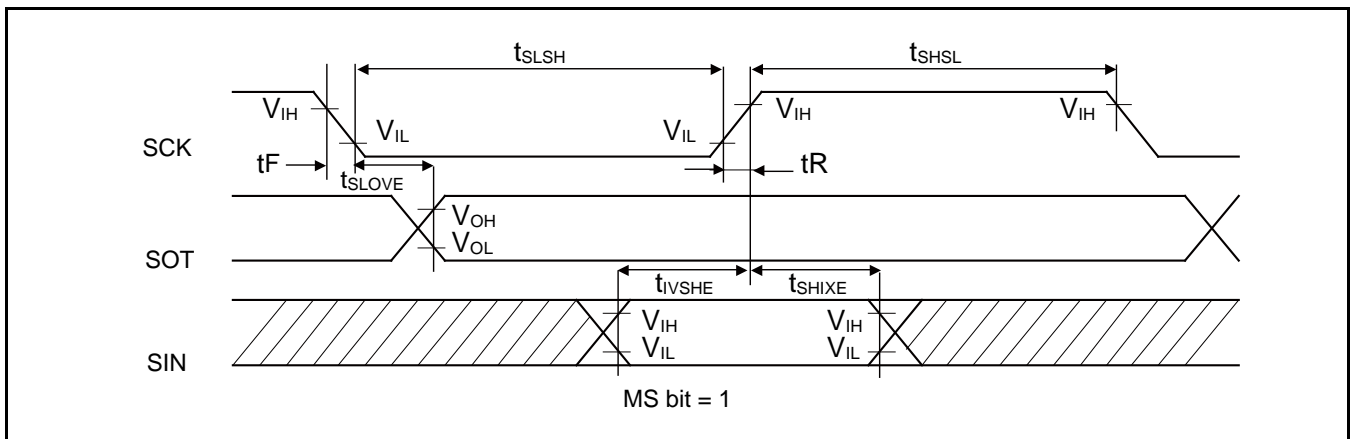 tSLSH
tSHSL
VIH
VIL
VIL
VIH
VIH
SCK
tF
tSLOVE
tR
VOH
VOL
SOT
tIVSHE
tSHIXE
VIH
VIL
VIH
VIL
SIN
MS bit = 1